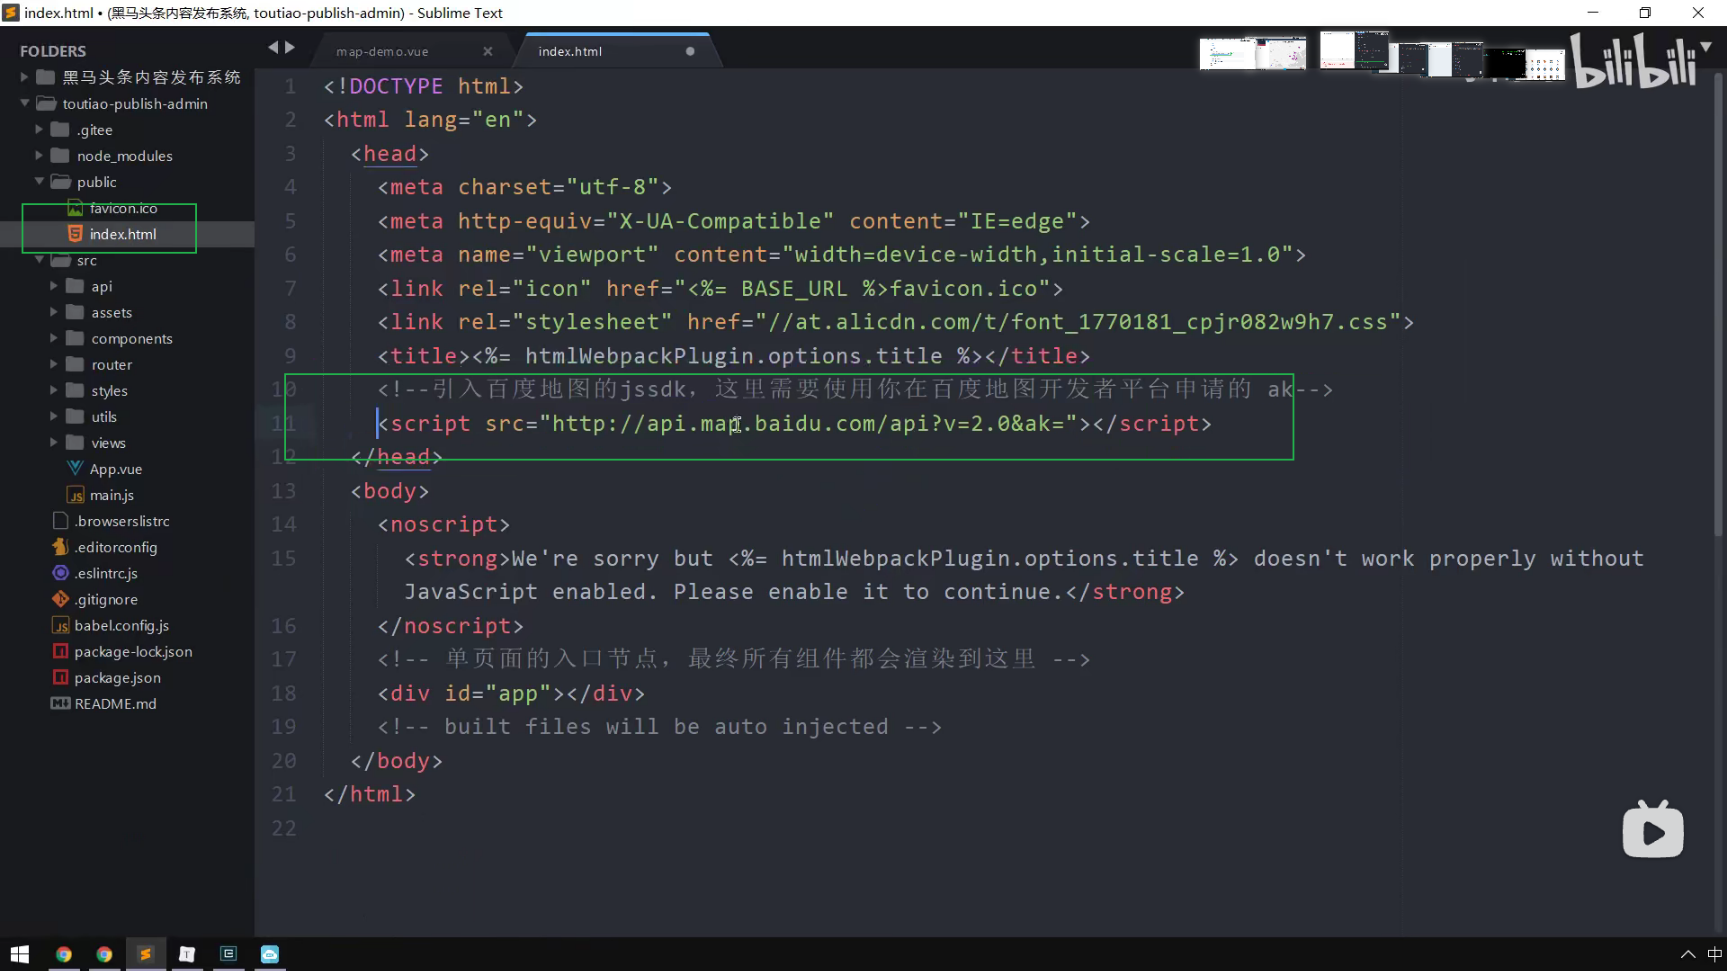 index.html • (黑马头条内容发布系统, toutiao-publish-admin) - Sublime Text
FOLDERS
黑马头条内容发布系统
toutiao-publish-admin
.gitee
node_modules
public
favicon.ico
index.html
src
api
assets
components
router
styles
utils
views
App.vue
main.js
.browserslistrc
.editorconfig
.eslintrc.js
.gitignore
babel.config.js
package-lock.json
package.json
README.md
map-demo.vue
index.html
bilibili
1 <!DOCTYPE html>
2 <html lang="en">
3 <head>
4 <meta charset="utf-8">
5 <meta http-equiv="X-UA-Compatible" content="IE=edge">
6 <meta name="viewport" content="width=device-width,initial-scale=1.0">
7 <link rel="icon" href="<%= BASE_URL %>favicon.ico">
8 <link rel="stylesheet" href="//at.alicdn.com/t/font_1770181_cpjr082w9h7.css">
9 <title><%= htmlWebpackPlugin.options.title %></title>
10 <!--引入百度地图的jssdk，这里需要使用你在百度地图开发者平台申请的 ak-->
11 <script src="http://api.map.baidu.com/api?v=2.0&ak="></script>
12 </head>
13 <body>
14 <noscript>
15 <strong>We're sorry but <%= htmlWebpackPlugin.options.title %> doesn't work properly without
JavaScript enabled. Please enable it to continue.</strong>
16 </noscript>
17 <!-- 单页面的入口节点，最终所有组件都会渲染到这里 -->
18 <div id="app"></div>
19 <!-- built files will be auto injected -->
20 </body>
21 </html>
22
中